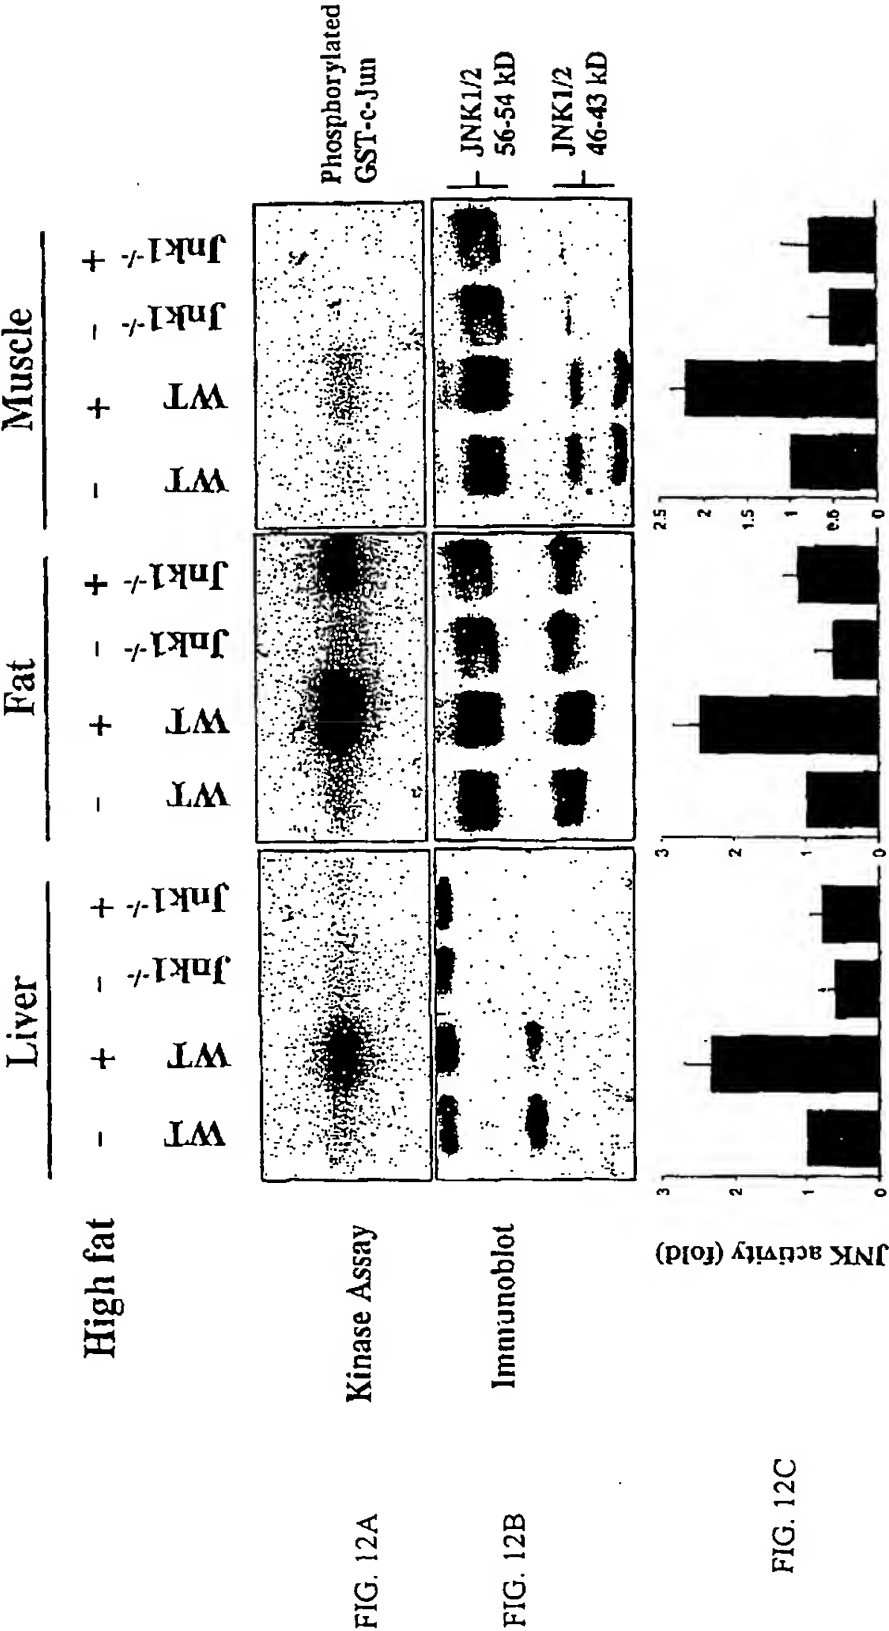 Liver Fat Muscle
High fat - + - + - + - + - + - +
WT WT Jnk1-/- Jnk1-/- WT WT Jnk1-/- Jnk1-/- WT WT Jnk1-/- Jnk1-/-
FIG. 12A
Kinase Assay
Phosphorylated
GST-c-Jun
FIG. 12B
Immunoblot
JNK1/2
56-54 kD
JNK1/2
46-43 kD
FIG. 12C
JNK activity (fold)
3
2
1
0
3
2
1
0
2.5
2
1.5
1
0.5
0